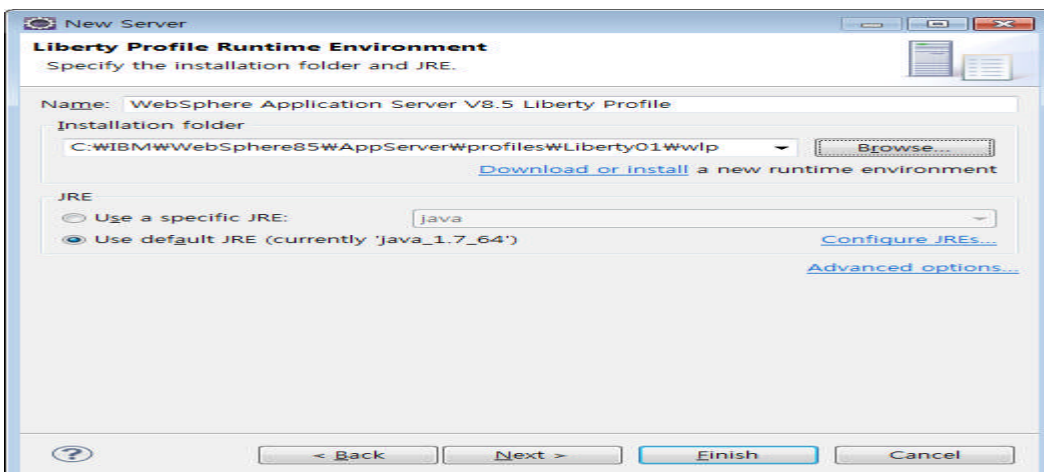 New Server
Liberty Profile Runtime Environment
Specify the installation folder and JRE.
Name: WebSphere Application Server V8.5 Liberty Profile
Installation folder
C:₩IBM₩WebSphere85₩AppServer₩profiles₩Liberty01₩wlp
Browse...
Download or install a new runtime environment
JRE
Use a specific JRE: java
Use default JRE (currently 'java_1.7_64') Configure JREs...
Advanced options...
? < Back Next > Finish Cancel